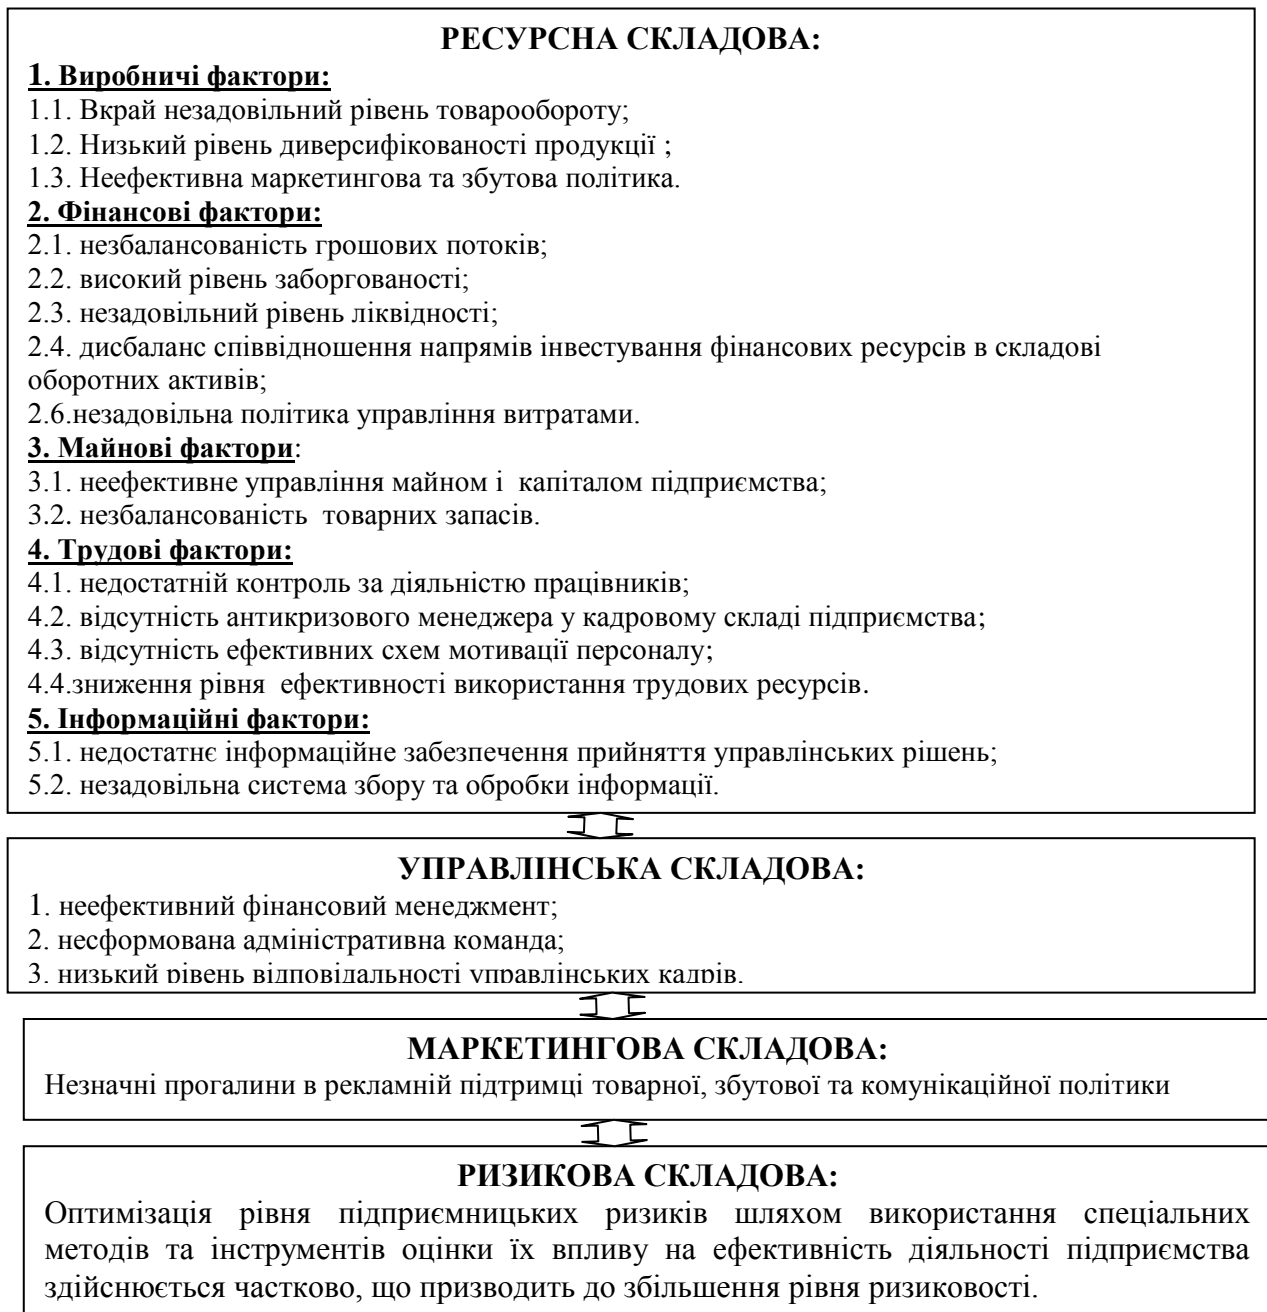 РЕСУРСНА СКЛАДОВА:
1. Виробничі фактори:
1.1. Вкрай незадовільний рівень товарообороту;
1.2. Низький рівень диверсифікованості продукції ;
1.3. Неефективна маркетингова та збутова політика.
2. Фінансові фактори:
2.1. незбалансованість грошових потоків;
2.2. високий рівень заборгованості;
2.3. незадовільний рівень ліквідності;
2.4. дисбаланс співвідношення напрямів інвестування фінансових ресурсів в складові
оборотних активів;
2.6.незадовільна політика управління витратами.
3. Майнові фактори:
3.1. неефективне управління майном і капіталом підприємства;
3.2. незбалансованість товарних запасів.
4. Трудові фактори:
4.1. недостатній контроль за діяльністю працівників;
4.2. відсутність антикризового менеджера у кадровому складі підприємства;
4.3. відсутність ефективних схем мотивації персоналу;
4.4.зниження рівня ефективності використання трудових ресурсів.
5. Інформаційні фактори:
5.1. недостатнє інформаційне забезпечення прийняття управлінських рішень;
5.2. незадовільна система збору та обробки інформації.
УПРАВЛІНСЬКА СКЛАДОВА:
1. неефективний фінансовий менеджмент;
2. несформована адміністративна команда;
3. низький рівень відповідальності управлінських кадрів.
МАРКЕТИНГОВА СКЛАДОВА:
Незначні прогалини в рекламній підтримці товарної, збутової та комунікаційної політики
РИЗИКОВА СКЛАДОВА:
Оптимізація рівня підприємницьких ризиків шляхом використання спеціальних
методів та інструментів оцінки їх впливу на ефективність діяльності підприємства
здійснюється частково, що призводить до збільшення рівня ризиковості.